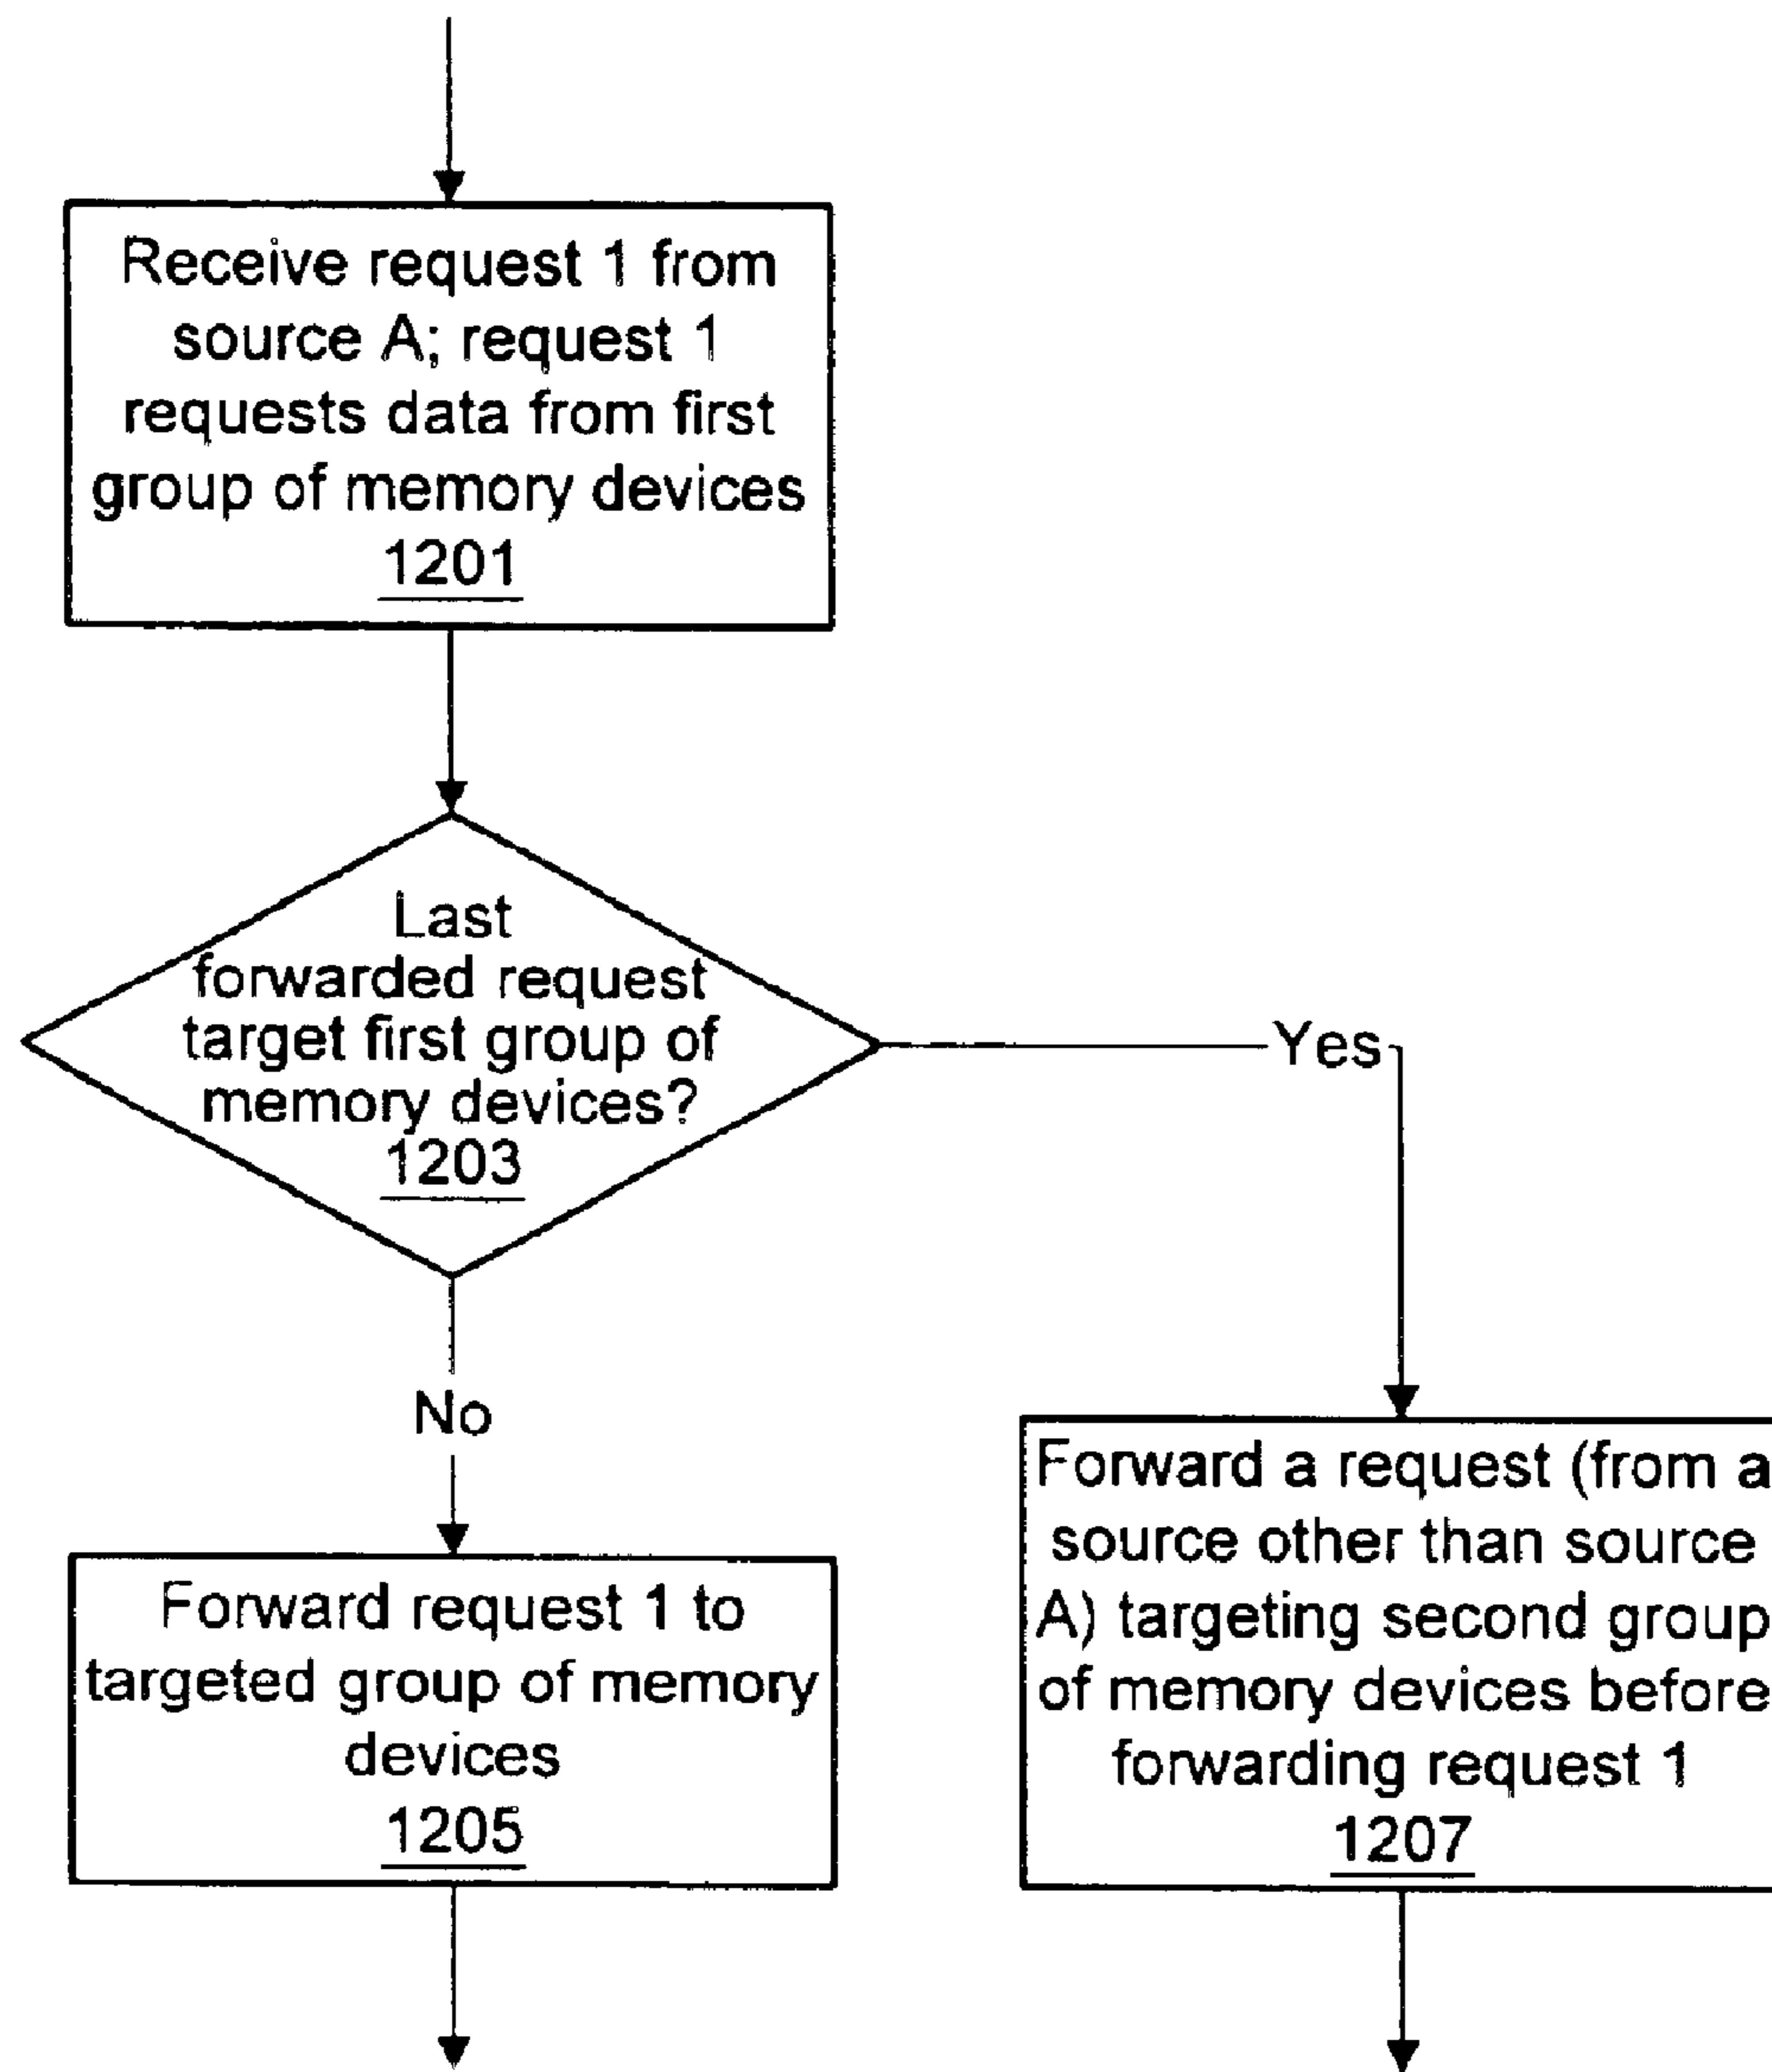 Receive request 1 from
source A; request 1
requests data from first
group of memory devices
1201
Last
forwarded request
target first group of
memory devices?
1203
Yes
No
Forward request 1 to
targeted group of memory
devices
1205
Forward a request (from a
source other than source
A) targeting second group
of memory devices before
forwarding request 1
1207